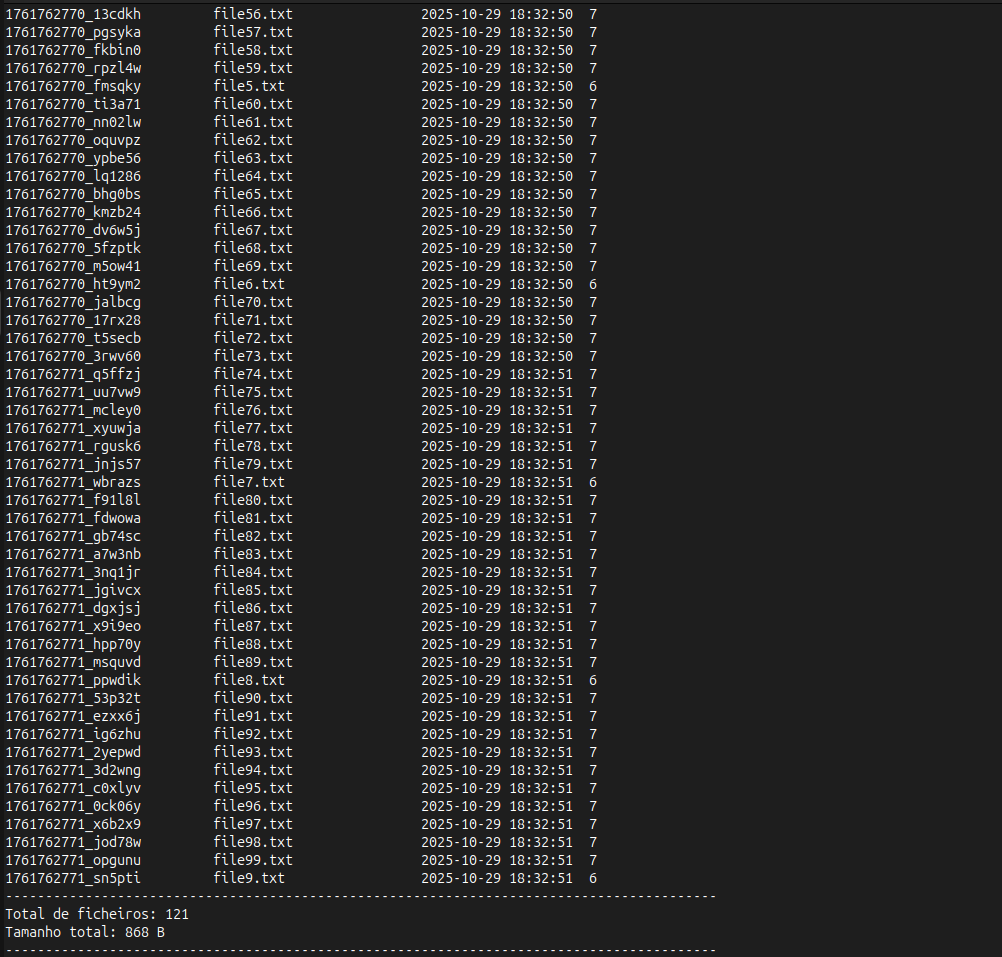 1761762770_13cdkh file56.txt 2025-10-29 18:32:50 7
1761762770_pgsyka file57.txt 2025-10-29 18:32:50 7
1761762770_fkbin0 file58.txt 2025-10-29 18:32:50 7
1761762770_rpzl4w file59.txt 2025-10-29 18:32:50 7
1761762770_fmsqky file5.txt 2025-10-29 18:32:50 6
1761762770_ti3a71 file60.txt 2025-10-29 18:32:50 7
1761762770_nn02lw file61.txt 2025-10-29 18:32:50 7
1761762770_oquvpz file62.txt 2025-10-29 18:32:50 7
1761762770_ypbe56 file63.txt 2025-10-29 18:32:50 7
1761762770_lq1286 file64.txt 2025-10-29 18:32:50 7
1761762770_bhg0bs file65.txt 2025-10-29 18:32:50 7
1761762770_kmzb24 file66.txt 2025-10-29 18:32:50 7
1761762770_dv6w5j file67.txt 2025-10-29 18:32:50 7
1761762770_5fzptk file68.txt 2025-10-29 18:32:50 7
1761762770_m5ow41 file69.txt 2025-10-29 18:32:50 7
1761762770_ht9ym2 file6.txt 2025-10-29 18:32:50 6
1761762770_jalbcg file70.txt 2025-10-29 18:32:50 7
1761762770_17rx28 file71.txt 2025-10-29 18:32:50 7
1761762770_t5secb file72.txt 2025-10-29 18:32:50 7
1761762770_3rwv60 file73.txt 2025-10-29 18:32:50 7
1761762771_q5ffzj file74.txt 2025-10-29 18:32:51 7
1761762771_uu7vw9 file75.txt 2025-10-29 18:32:51 7
1761762771_mcley0 file76.txt 2025-10-29 18:32:51 7
1761762771_xyuwja file77.txt 2025-10-29 18:32:51 7
1761762771_rgusk6 file78.txt 2025-10-29 18:32:51 7
1761762771_jnjs57 file79.txt 2025-10-29 18:32:51 7
1761762771_wbrazs file7.txt 2025-10-29 18:32:51 6
1761762771_f91l8l file80.txt 2025-10-29 18:32:51 7
1761762771_fdwowa file81.txt 2025-10-29 18:32:51 7
1761762771_gb74sc file82.txt 2025-10-29 18:32:51 7
1761762771_a7w3nb file83.txt 2025-10-29 18:32:51 7
1761762771_3nq1jr file84.txt 2025-10-29 18:32:51 7
1761762771_jgivcx file85.txt 2025-10-29 18:32:51 7
1761762771_dgxjsj file86.txt 2025-10-29 18:32:51 7
1761762771_x9i9eo file87.txt 2025-10-29 18:32:51 7
1761762771_hpp70y file88.txt 2025-10-29 18:32:51 7
1761762771_msquvd file89.txt 2025-10-29 18:32:51 7
1761762771_ppwdik file8.txt 2025-10-29 18:32:51 6
1761762771_53p32t file90.txt 2025-10-29 18:32:51 7
1761762771_ezxx6j file91.txt 2025-10-29 18:32:51 7
1761762771_ig6zhu file92.txt 2025-10-29 18:32:51 7
1761762771_2yepwd file93.txt 2025-10-29 18:32:51 7
1761762771_3d2wng file94.txt 2025-10-29 18:32:51 7
1761762771_c0xlyv file95.txt 2025-10-29 18:32:51 7
1761762771_0ck06y file96.txt 2025-10-29 18:32:51 7
1761762771_x6b2x9 file97.txt 2025-10-29 18:32:51 7
1761762771_jod78w file98.txt 2025-10-29 18:32:51 7
1761762771_opgunu file99.txt 2025-10-29 18:32:51 7
1761762771_sn5pti file9.txt 2025-10-29 18:32:51 6
-----------------------------------------------------------------------------------------
Total de ficheiros: 121
Tamanho total: 868 B
-----------------------------------------------------------------------------------------